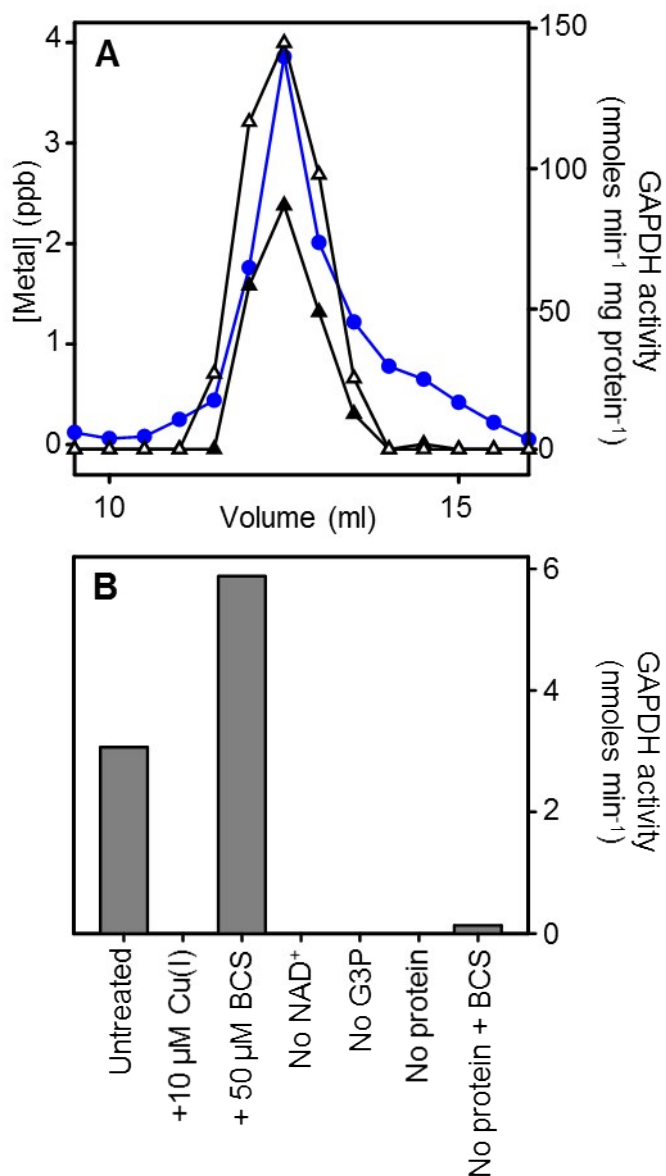 A
4
3
2
1
0
[Metal] (ppb)
150
100
50
0
GAPDH activity
(nmoles min⁻¹ mg protein⁻¹)
10
15
Volume (ml)
B
6
4
2
0
GAPDH activity
(nmoles min⁻¹)
Untreated
+10 µM Cu(I)
+ 50 µM BCS
No NAD⁺
No G3P
No protein
No protein + BCS